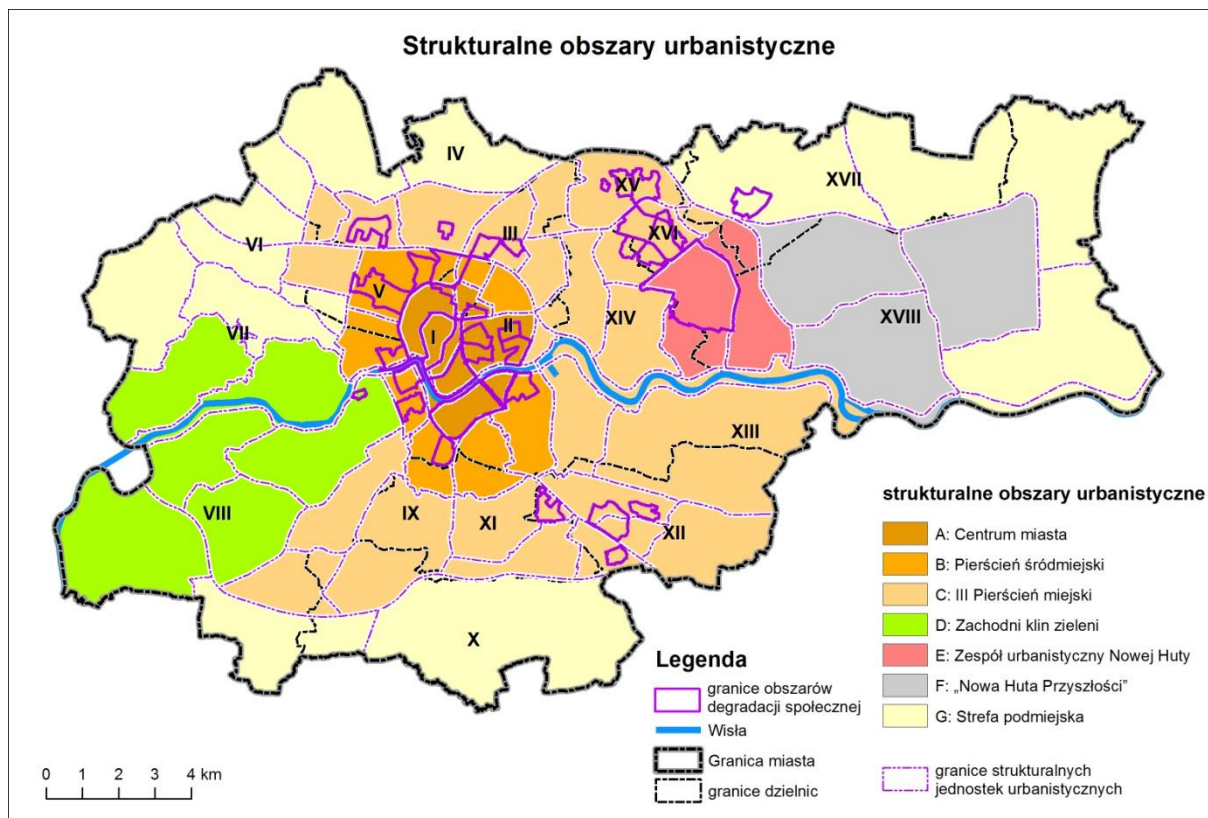 Strukturalne obszary urbanistyczne
IV
XV
XVII
III
XVI
VI
V
XVIII
VII
I
II
XIV
XIII
VIII
IX
XI
XII
X
strukturalne obszary urbanistyczne
A: Centrum miasta
B: Pierścień śródmiejski
C: III Pierścień miejski
D: Zachodni klin zieleni
E: Zespół urbanistyczny Nowej Huty
F: „Nowa Huta Przyszłości”
G: Strefa podmiejska
granice strukturalnych
jednostek urbanistycznych
Legenda
granice obszarów
degradacji społecznej
Wisła
Granica miasta
granice dzielnic
0 1 2 3 4 km